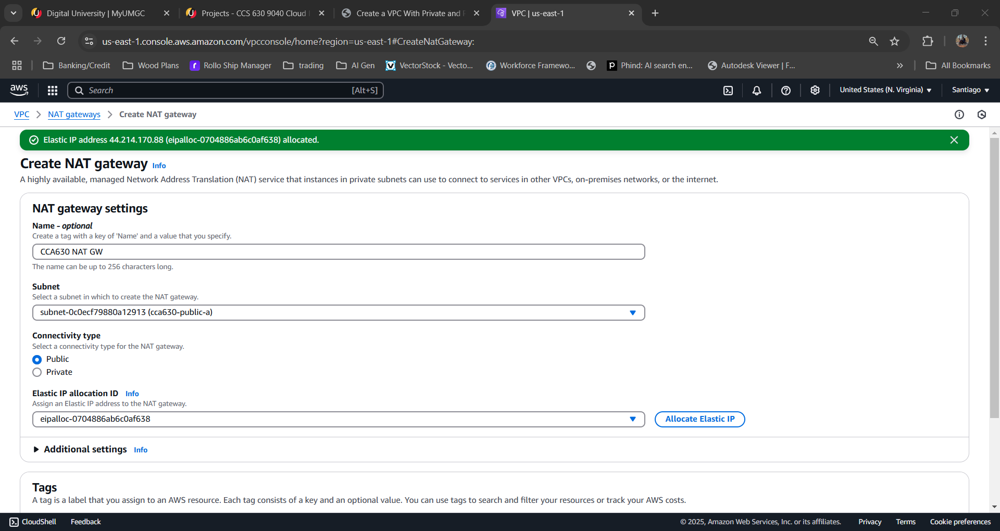 Digital University | MyUMGC
Projects - CCS 630 9040 Cloud
Create a VPC With Private and
VPC | us-east-1
us-east-1.console.aws.amazon.com/vpcconsole/home?region=us-east-1#CreateNatGateway:
Banking/Credit
Wood Plans
Rollo Ship Manager
trading
AI Gen
VectorStock - Vecto...
Workforce Framewo...
Phind: AI search en...
Autodesk Viewer | F...
All Bookmarks
aws
Search
[Alt+S]
United States (N. Virginia)
Santiago
VPC
NAT gateways
Create NAT gateway
Elastic IP address 44.214.170.88 (eipalloc-0704886ab6c0af638) allocated.
Create NAT gateway Info
A highly available, managed Network Address Translation (NAT) service that instances in private subnets can use to connect to services in other VPCs, on-premises networks, or the internet.
NAT gateway settings
Name - optional
Create a tag with a key of 'Name' and a value that you specify.
CCA630 NAT GW
The name can be up to 256 characters long.
Subnet
Select a subnet in which to create the NAT gateway.
subnet-0c0ecf79880a12913 (cca630-public-a)
Connectivity type
Select a connectivity type for the NAT gateway.
Public
Private
Elastic IP allocation ID Info
Assign an Elastic IP address to the NAT gateway.
eipalloc-0704886ab6c0af638
Allocate Elastic IP
Additional settings Info
Tags
A tag is a label that you assign to an AWS resource. Each tag consists of a key and an optional value. You can use tags to search and filter your resources or track your AWS costs.
CloudShell
Feedback
© 2025, Amazon Web Services, Inc. or its affiliates.
Privacy
Terms
Cookie preferences